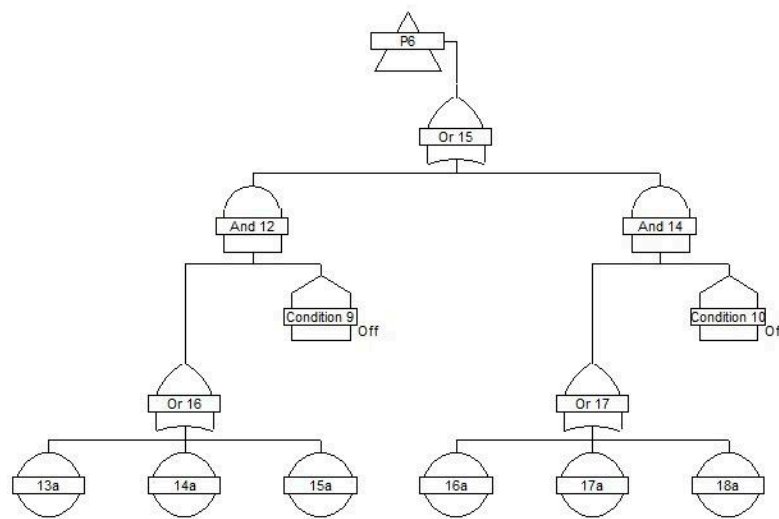 P6
Or 15
And 12
And 14
Condition 9
Off
Condition 10
Of
Or 16
Or 17
13a
14a
15a
16a
17a
18a